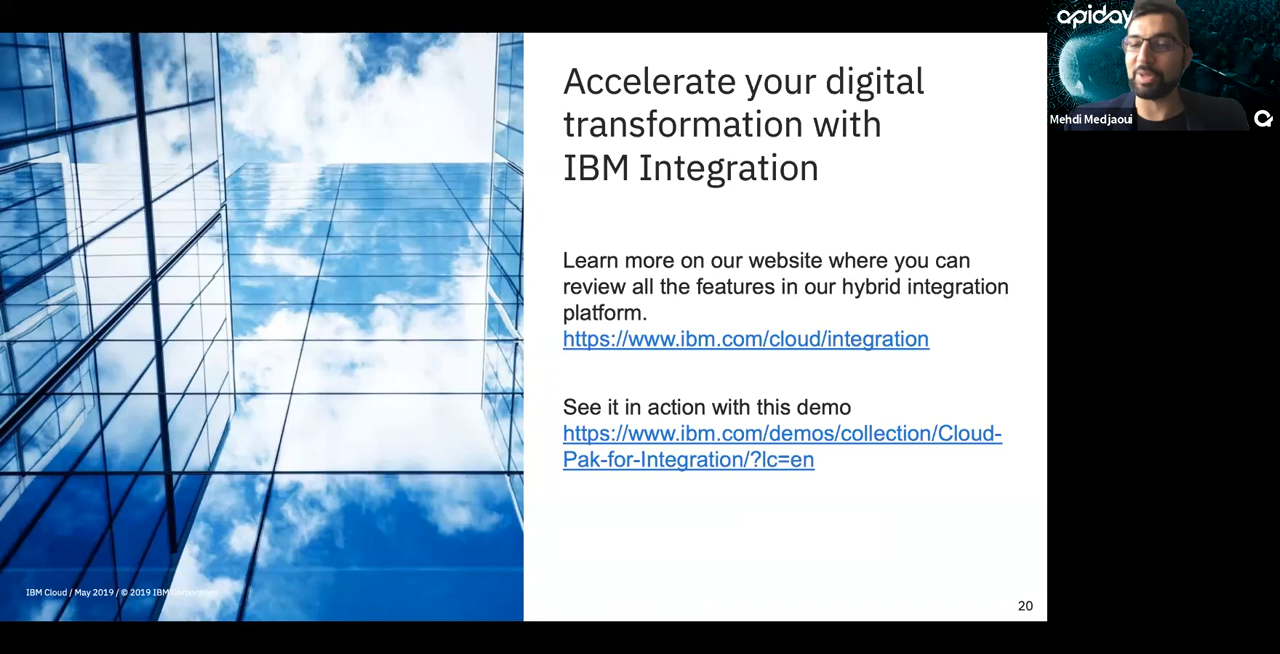 Accelerate your digital
transformation with
IBM Integration
Learn more on our website where you can
review all the features in our hybrid integration
platform.
https://www.ibm.com/cloud/integration
See it in action with this demo
https://www.ibm.com/demos/collection/Cloud-
Pak-for-Integration/?lc=en
IBM Cloud / May 2019 / © 2019 IBM Corporation
20
apiday
Mehdi Medjaoui